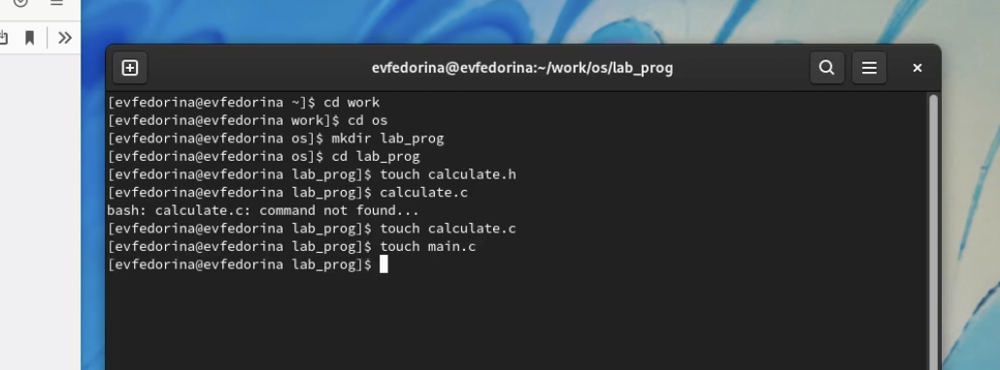 evfedorina@evfedorina:~/work/os/lab_prog
[evfedorina@evfedorina ~]$ cd work
[evfedorina@evfedorina work]$ cd os
[evfedorina@evfedorina os]$ mkdir lab_prog
[evfedorina@evfedorina os]$ cd lab_prog
[evfedorina@evfedorina lab_prog]$ touch calculate.h
[evfedorina@evfedorina lab_prog]$ calculate.c
bash: calculate.c: command not found...
[evfedorina@evfedorina lab_prog]$ touch calculate.c
[evfedorina@evfedorina lab_prog]$ touch main.c
[evfedorina@evfedorina lab_prog]$